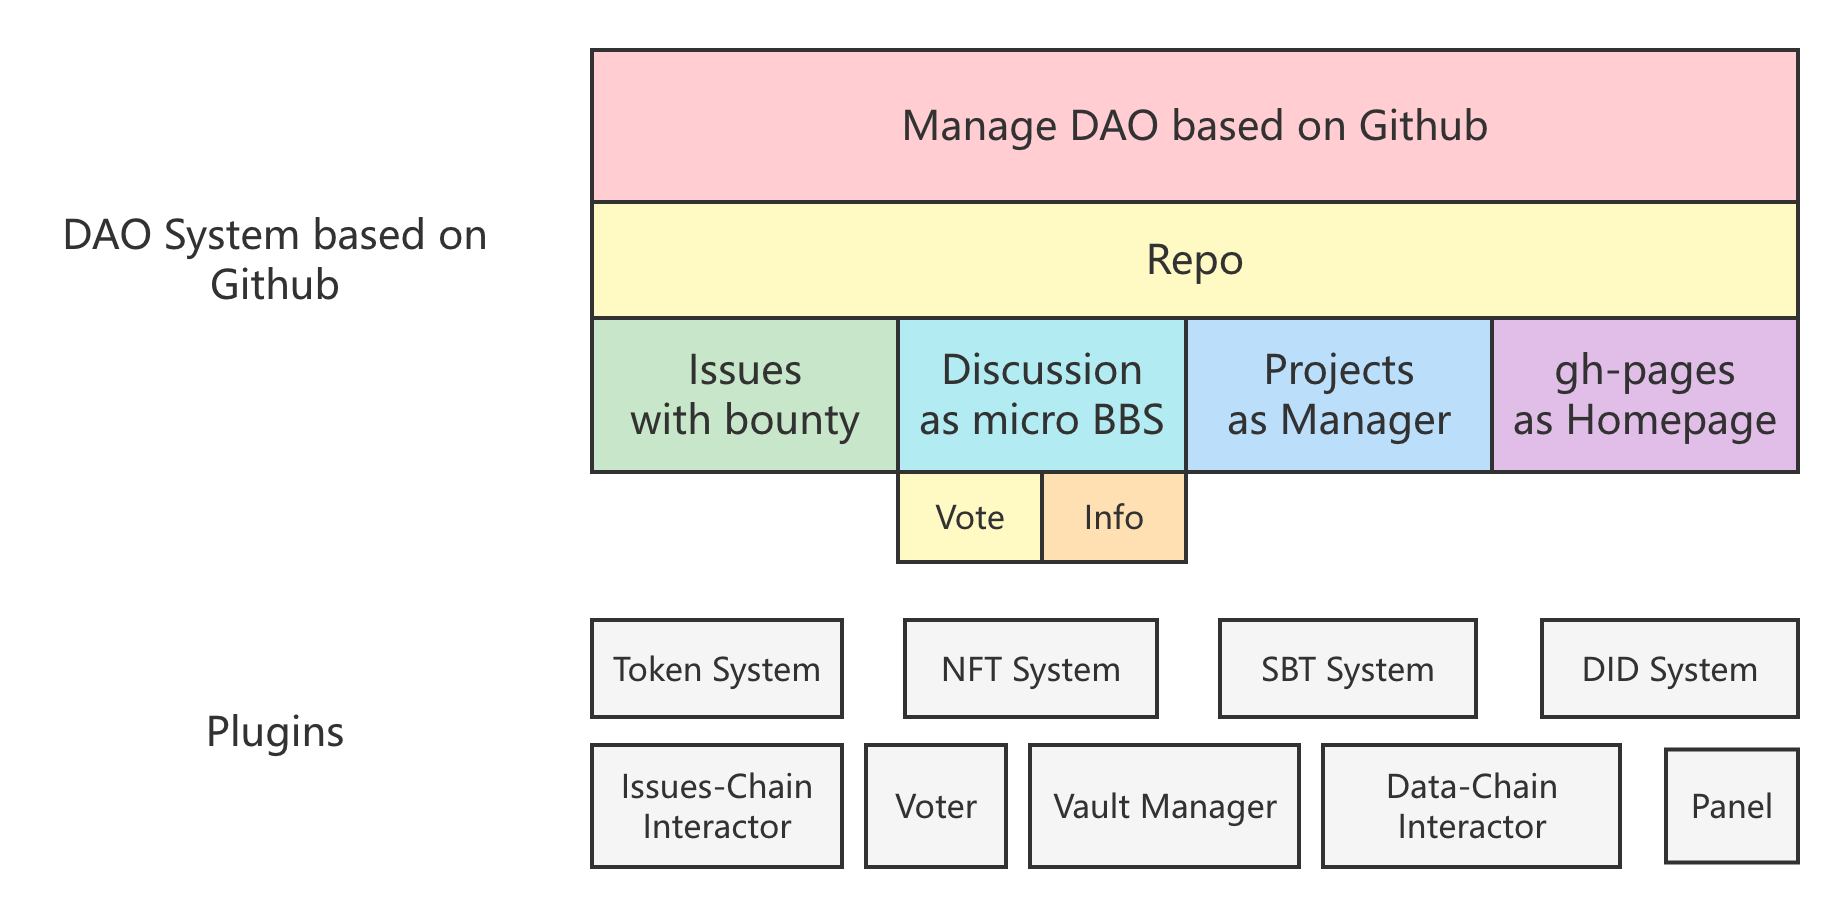 Manage DAO based on Github
DAO System based on
Github
Repo
Issues
with bounty
Discussion
as micro BBS
Projects
as Manager
gh-pages
as Homepage
Vote
Info
Plugins
Token System
NFT System
SBT System
DID System
Issues-Chain
Interactor
Voter
Vault Manager
Data-Chain
Interactor
Panel